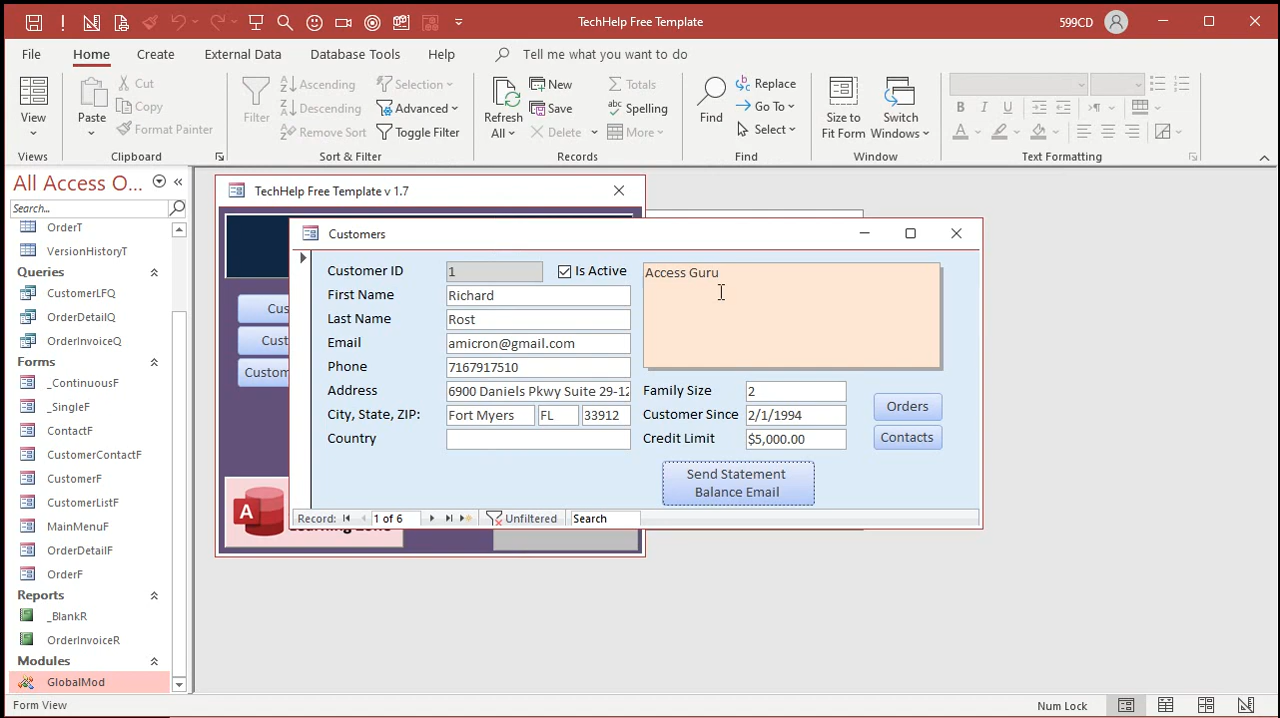 TechHelp Free Template
599CD
File
Home
Create
External Data
Database Tools
Help
Tell me what you want to do
View
Views
Paste
Cut
Copy
Format Painter
Clipboard
Filter
Ascending
Descending
Remove Sort
Selection
Advanced
Toggle Filter
Sort & Filter
Refresh
All
New
Save
Delete
Totals
Spelling
More
Records
Find
Replace
Go To
Select
Find
Size to
Fit Form
Switch
Windows
Window
B I U
A
Text Formatting
All Access O...
Search...
OrderT
VersionHistoryT
Queries
CustomerLFQ
OrderDetailQ
OrderInvoiceQ
Forms
_ContinuousF
_SingleF
ContactF
CustomerContactF
CustomerF
CustomerListF
MainMenuF
OrderDetailF
OrderF
Reports
_BlankR
OrderInvoiceR
Modules
GlobalMod
TechHelp Free Template v 1.7
Cus
Cust
Custom
A
Customers
Customer ID 1 Is Active
First Name Richard
Last Name Rost
Email amicron@gmail.com
Phone 7167917510
Address 6900 Daniels Pkwy Suite 29-12
City, State, ZIP: Fort Myers FL 33912
Country
Access Guru
Family Size 2
Customer Since 2/1/1994
Credit Limit $5,000.00
Orders
Contacts
Send Statement
Balance Email
Record: 1 of 6 Unfiltered Search
Form View
Num Lock